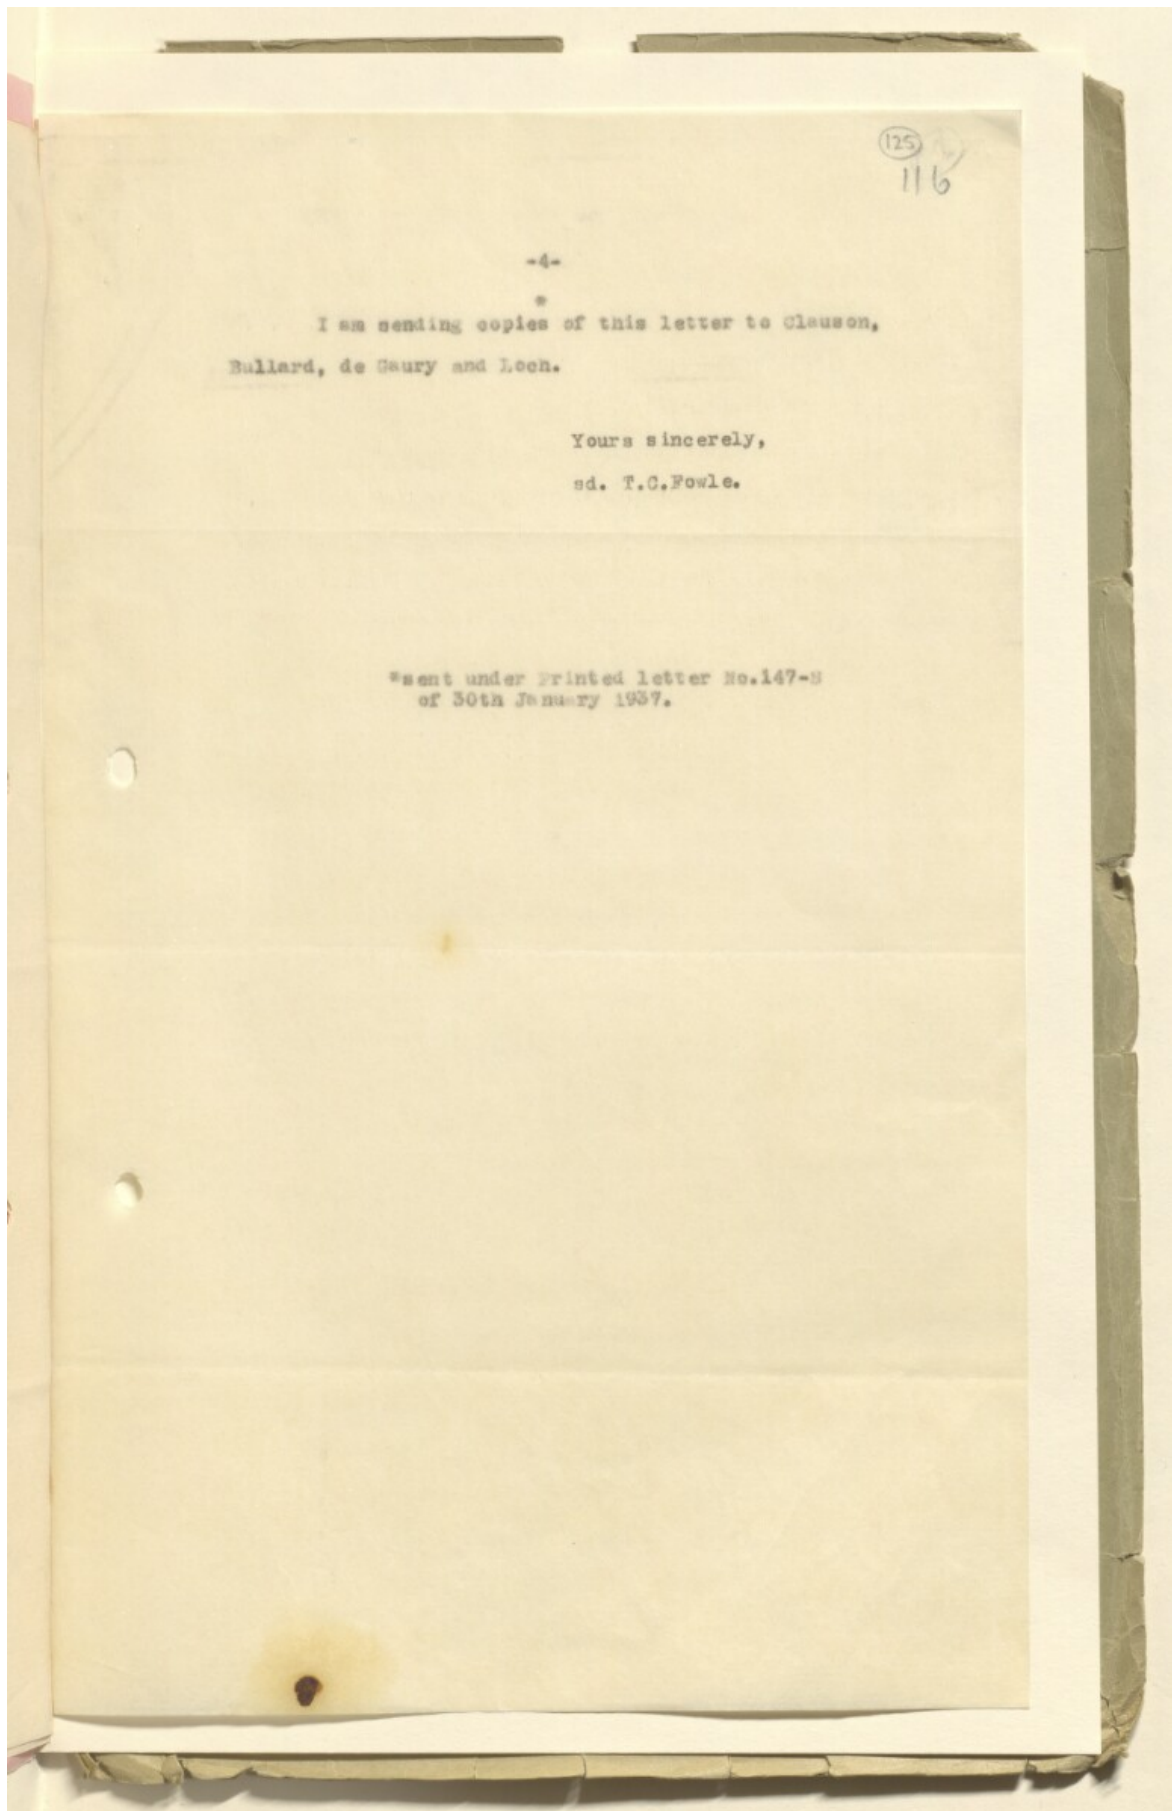 125
116
-4-
*
I am sending copies of this letter to Clauson,
Bullard, de Gaury and Loch.
Yours sincerely,
sd. T.C.Fowle.
*sent under Printed letter No.147-S
of 30th January 1937.